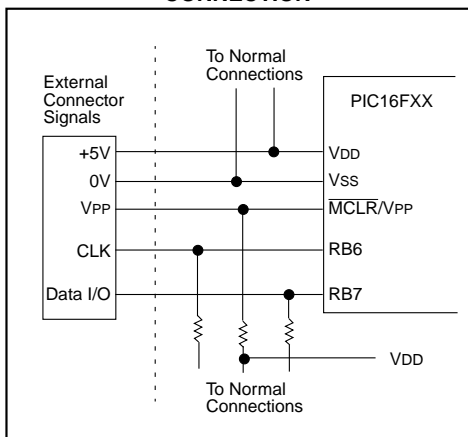 To Normal
Connections
External
Connector
Signals
PIC16FXX
+5V
VDD
0V
VSS
VPP
MCLR/VPP
CLK
RB6
Data I/O
RB7
VDD
To Normal
Connections